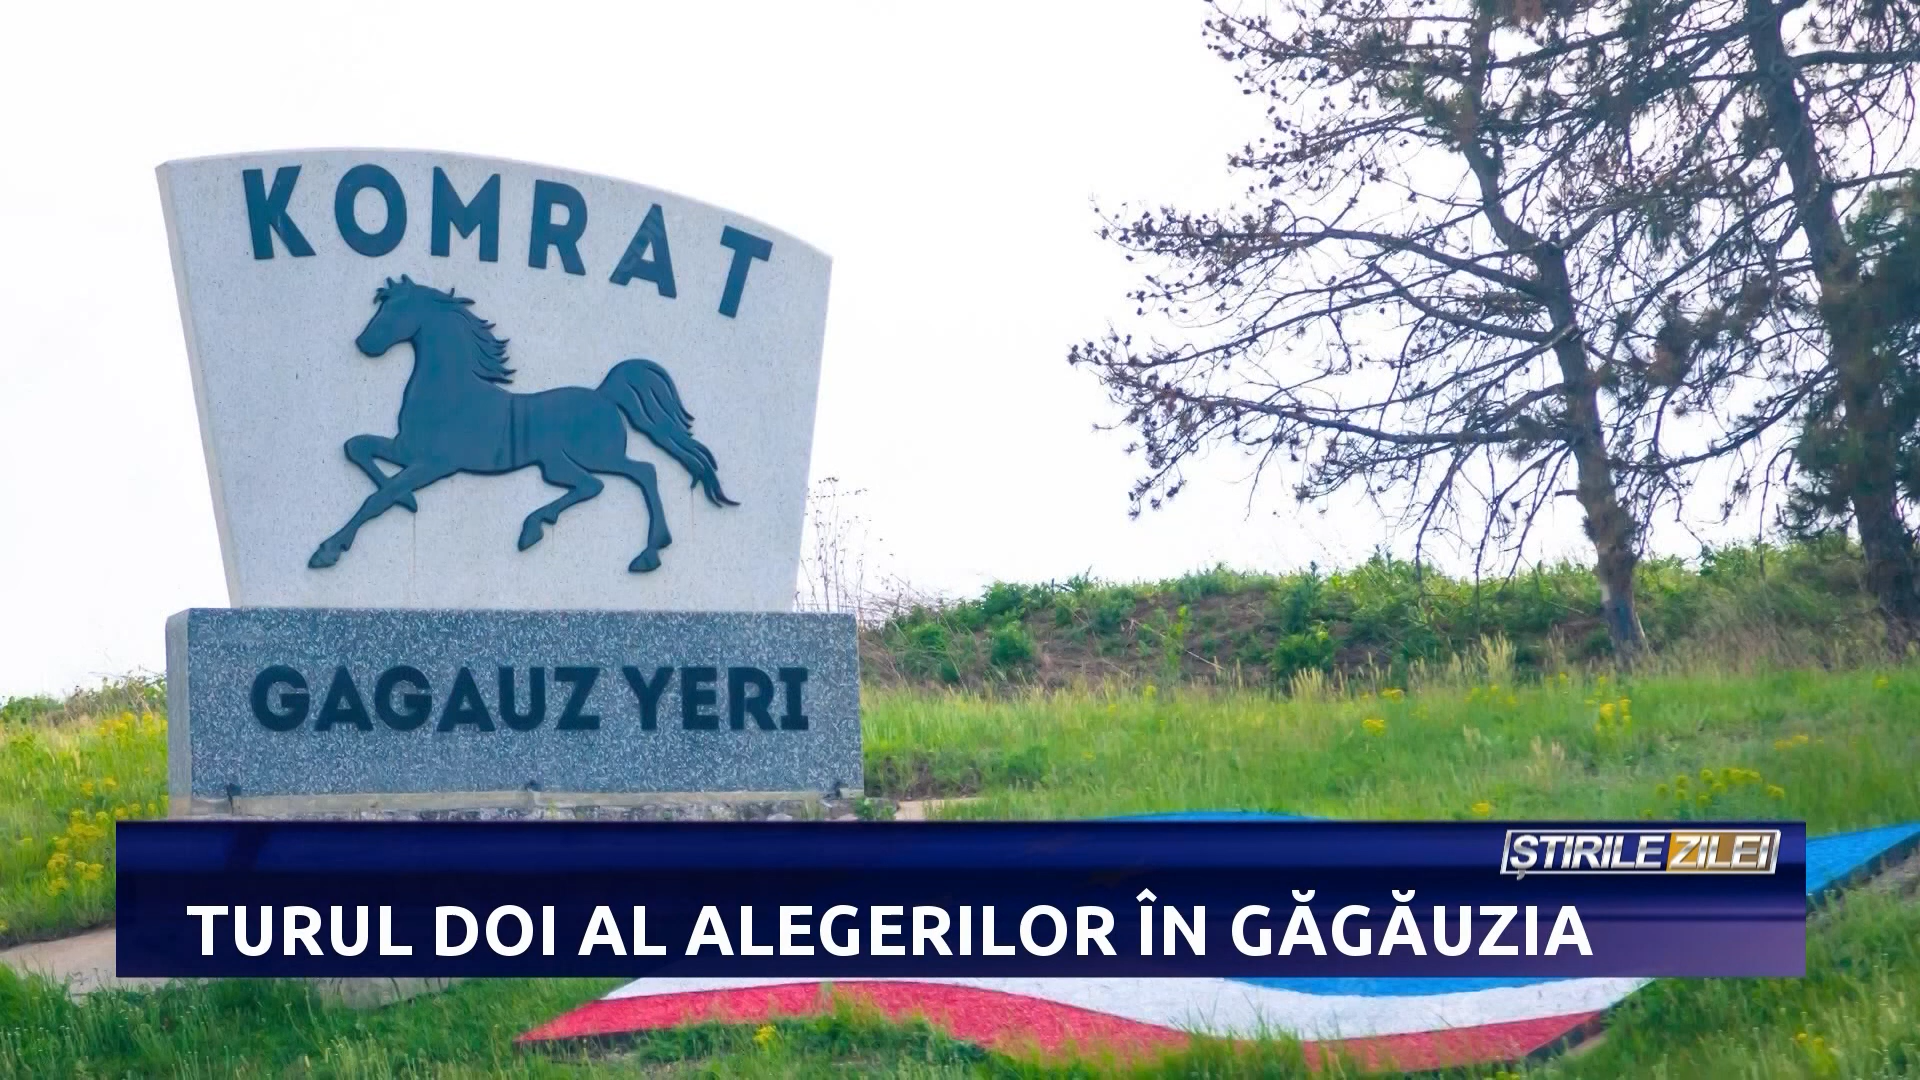 KOMRAT
GAGAUZ YERI
ȘTIRILE ZILEI
TURUL DOI AL ALEGERILOR ÎN GĂGĂUZIA